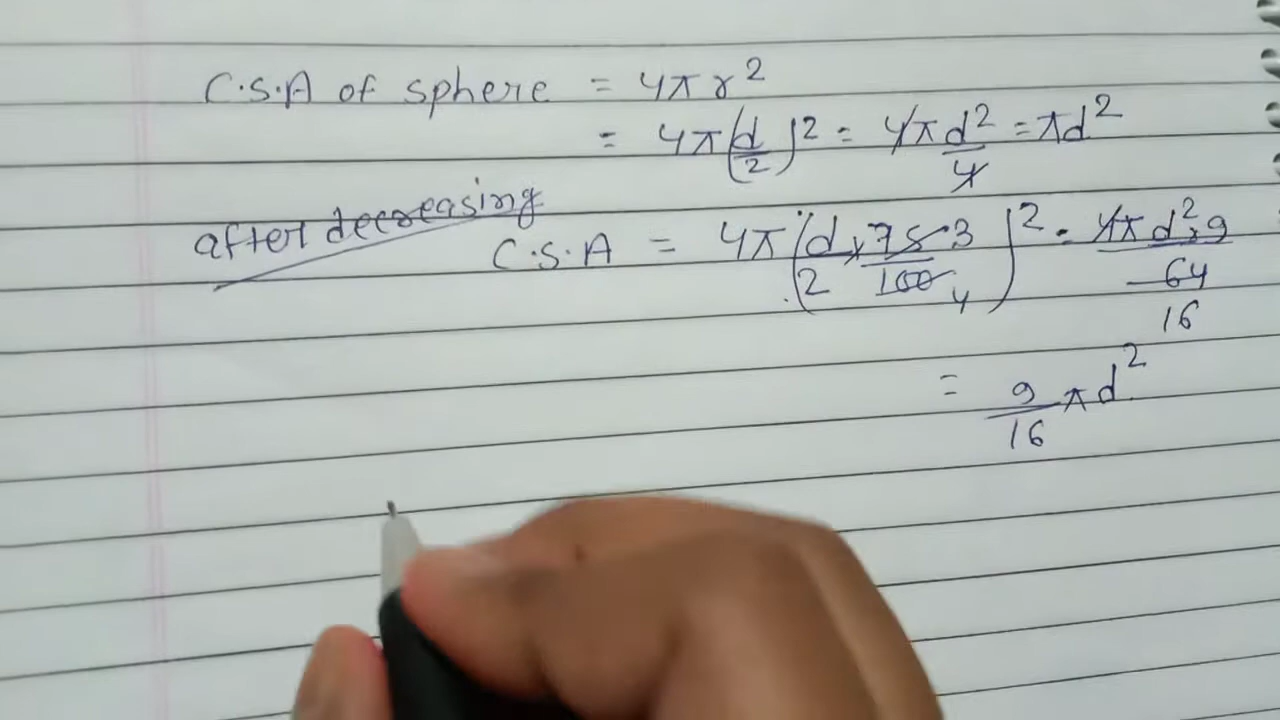 C.S.A of sphere = 4πr²
= 4π(d/2)² = 4πd²/4 = πd²
after decreasing
C.S.A = 4π(d/2 × 75 3/100 4)² = 4πd²×9/64 16
= 9/16 πd²